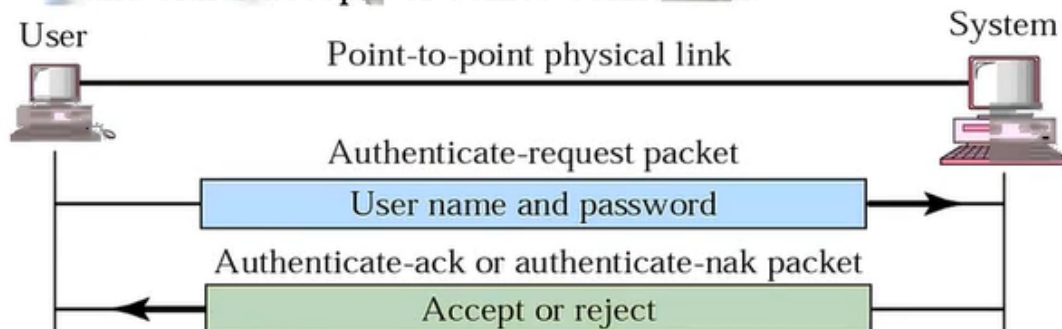 User
System
Point-to-point physical link
Authenticate-request packet
User name and password
Authenticate-ack or authenticate-nak packet
Accept or reject